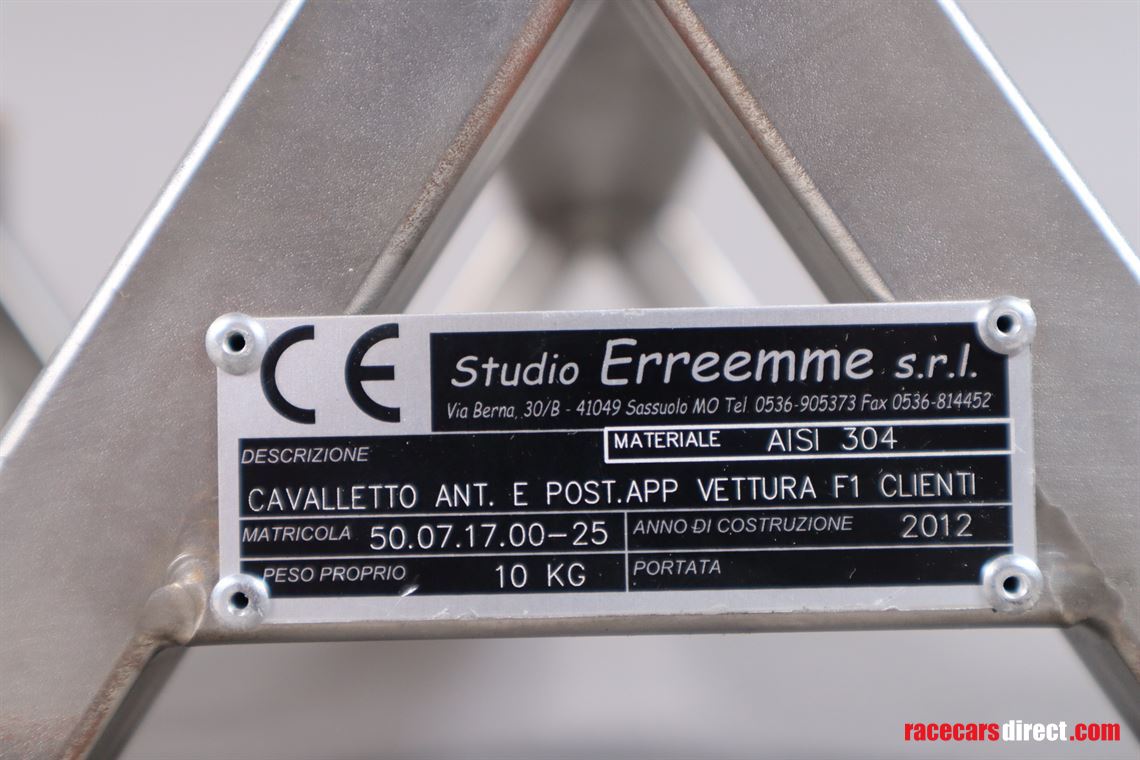 CE
Studio Erreemme s.r.l.
Via Berna, 30/B - 41049 Sassuolo MO Tel. 0536-905373 Fax 0536-814452
MATERIALE AISI 304
DESCRIZIONE
CAVALLETTO ANT. E POST.APP VETTURA F1 CLIENTI
MATRICOLA 50.07.17.00-25 ANNO DI COSTRUZIONE 2012
PESO PROPRIO 10 KG PORTATA
racecarsdirect.com